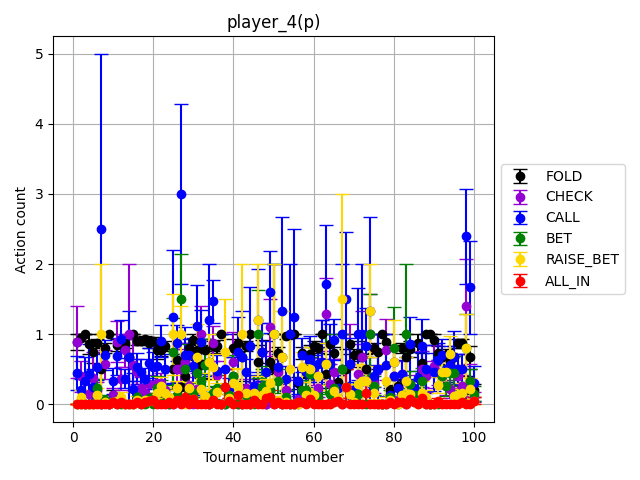 player_4(p)
5
4
3
2
1
0
Action count
0
20
40
60
80
100
Tournament number
FOLD
CHECK
CALL
BET
RAISE_BET
ALL_IN